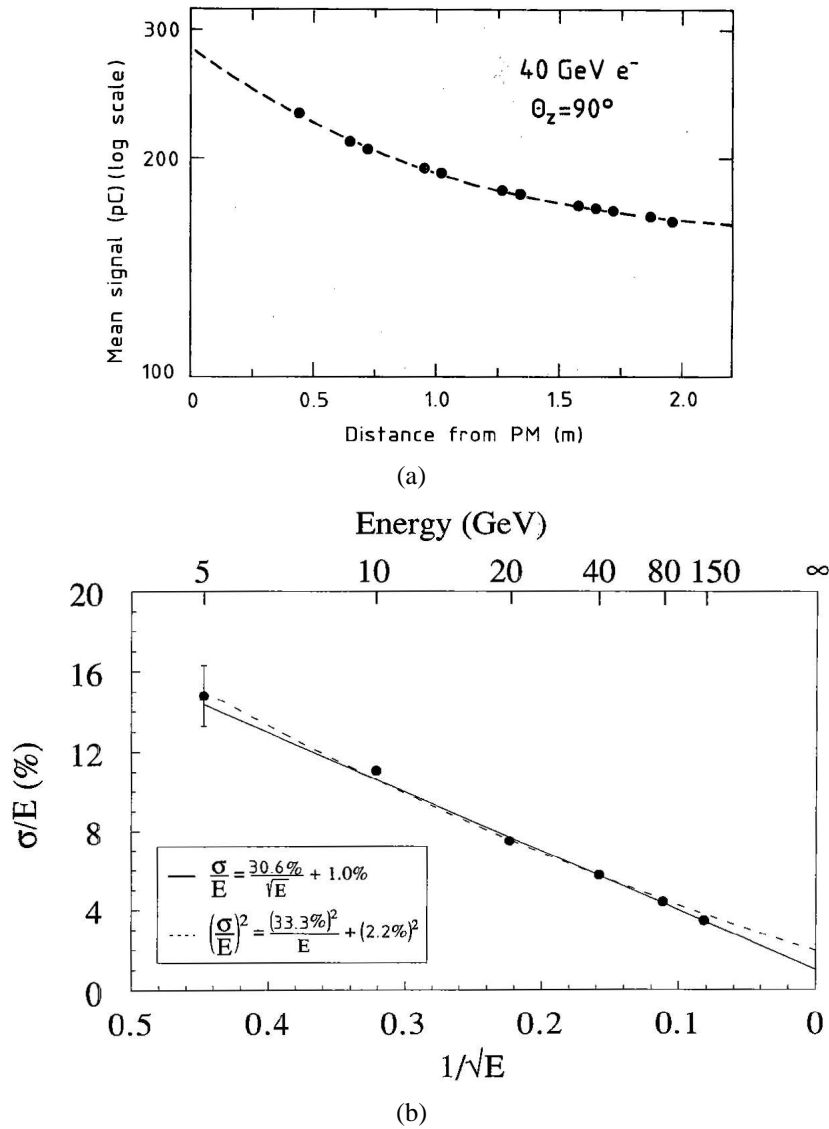 300
200
100
Mean signal (pC) (log scale)
40 GeV e⁻
Θz=90°
0 0.5 1.0 1.5 2.0
Distance from PM (m)
(a)
Energy (GeV)
5 10 20 40 80 150 ∞
20
16
12
8
4
0
σ/E (%)
σ/E = 30.6%/√E + 1.0%
(σ/E)² = (33.3%)²/E + (2.2%)²
0.5 0.4 0.3 0.2 0.1 0
1/√E
(b)